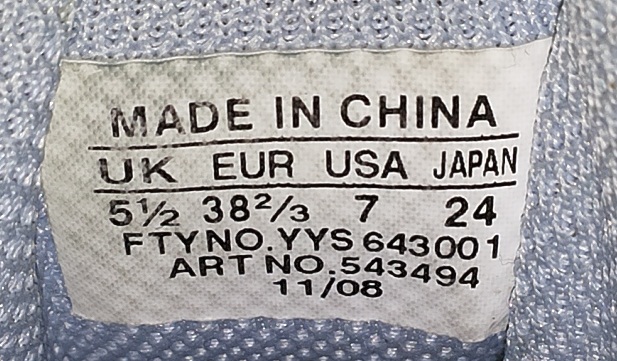 MADE IN CHINA
UK EUR USA JAPAN
5½ 38⅔ 7 24
FTY NO. YYS 643001
ART NO. 543494
11/08